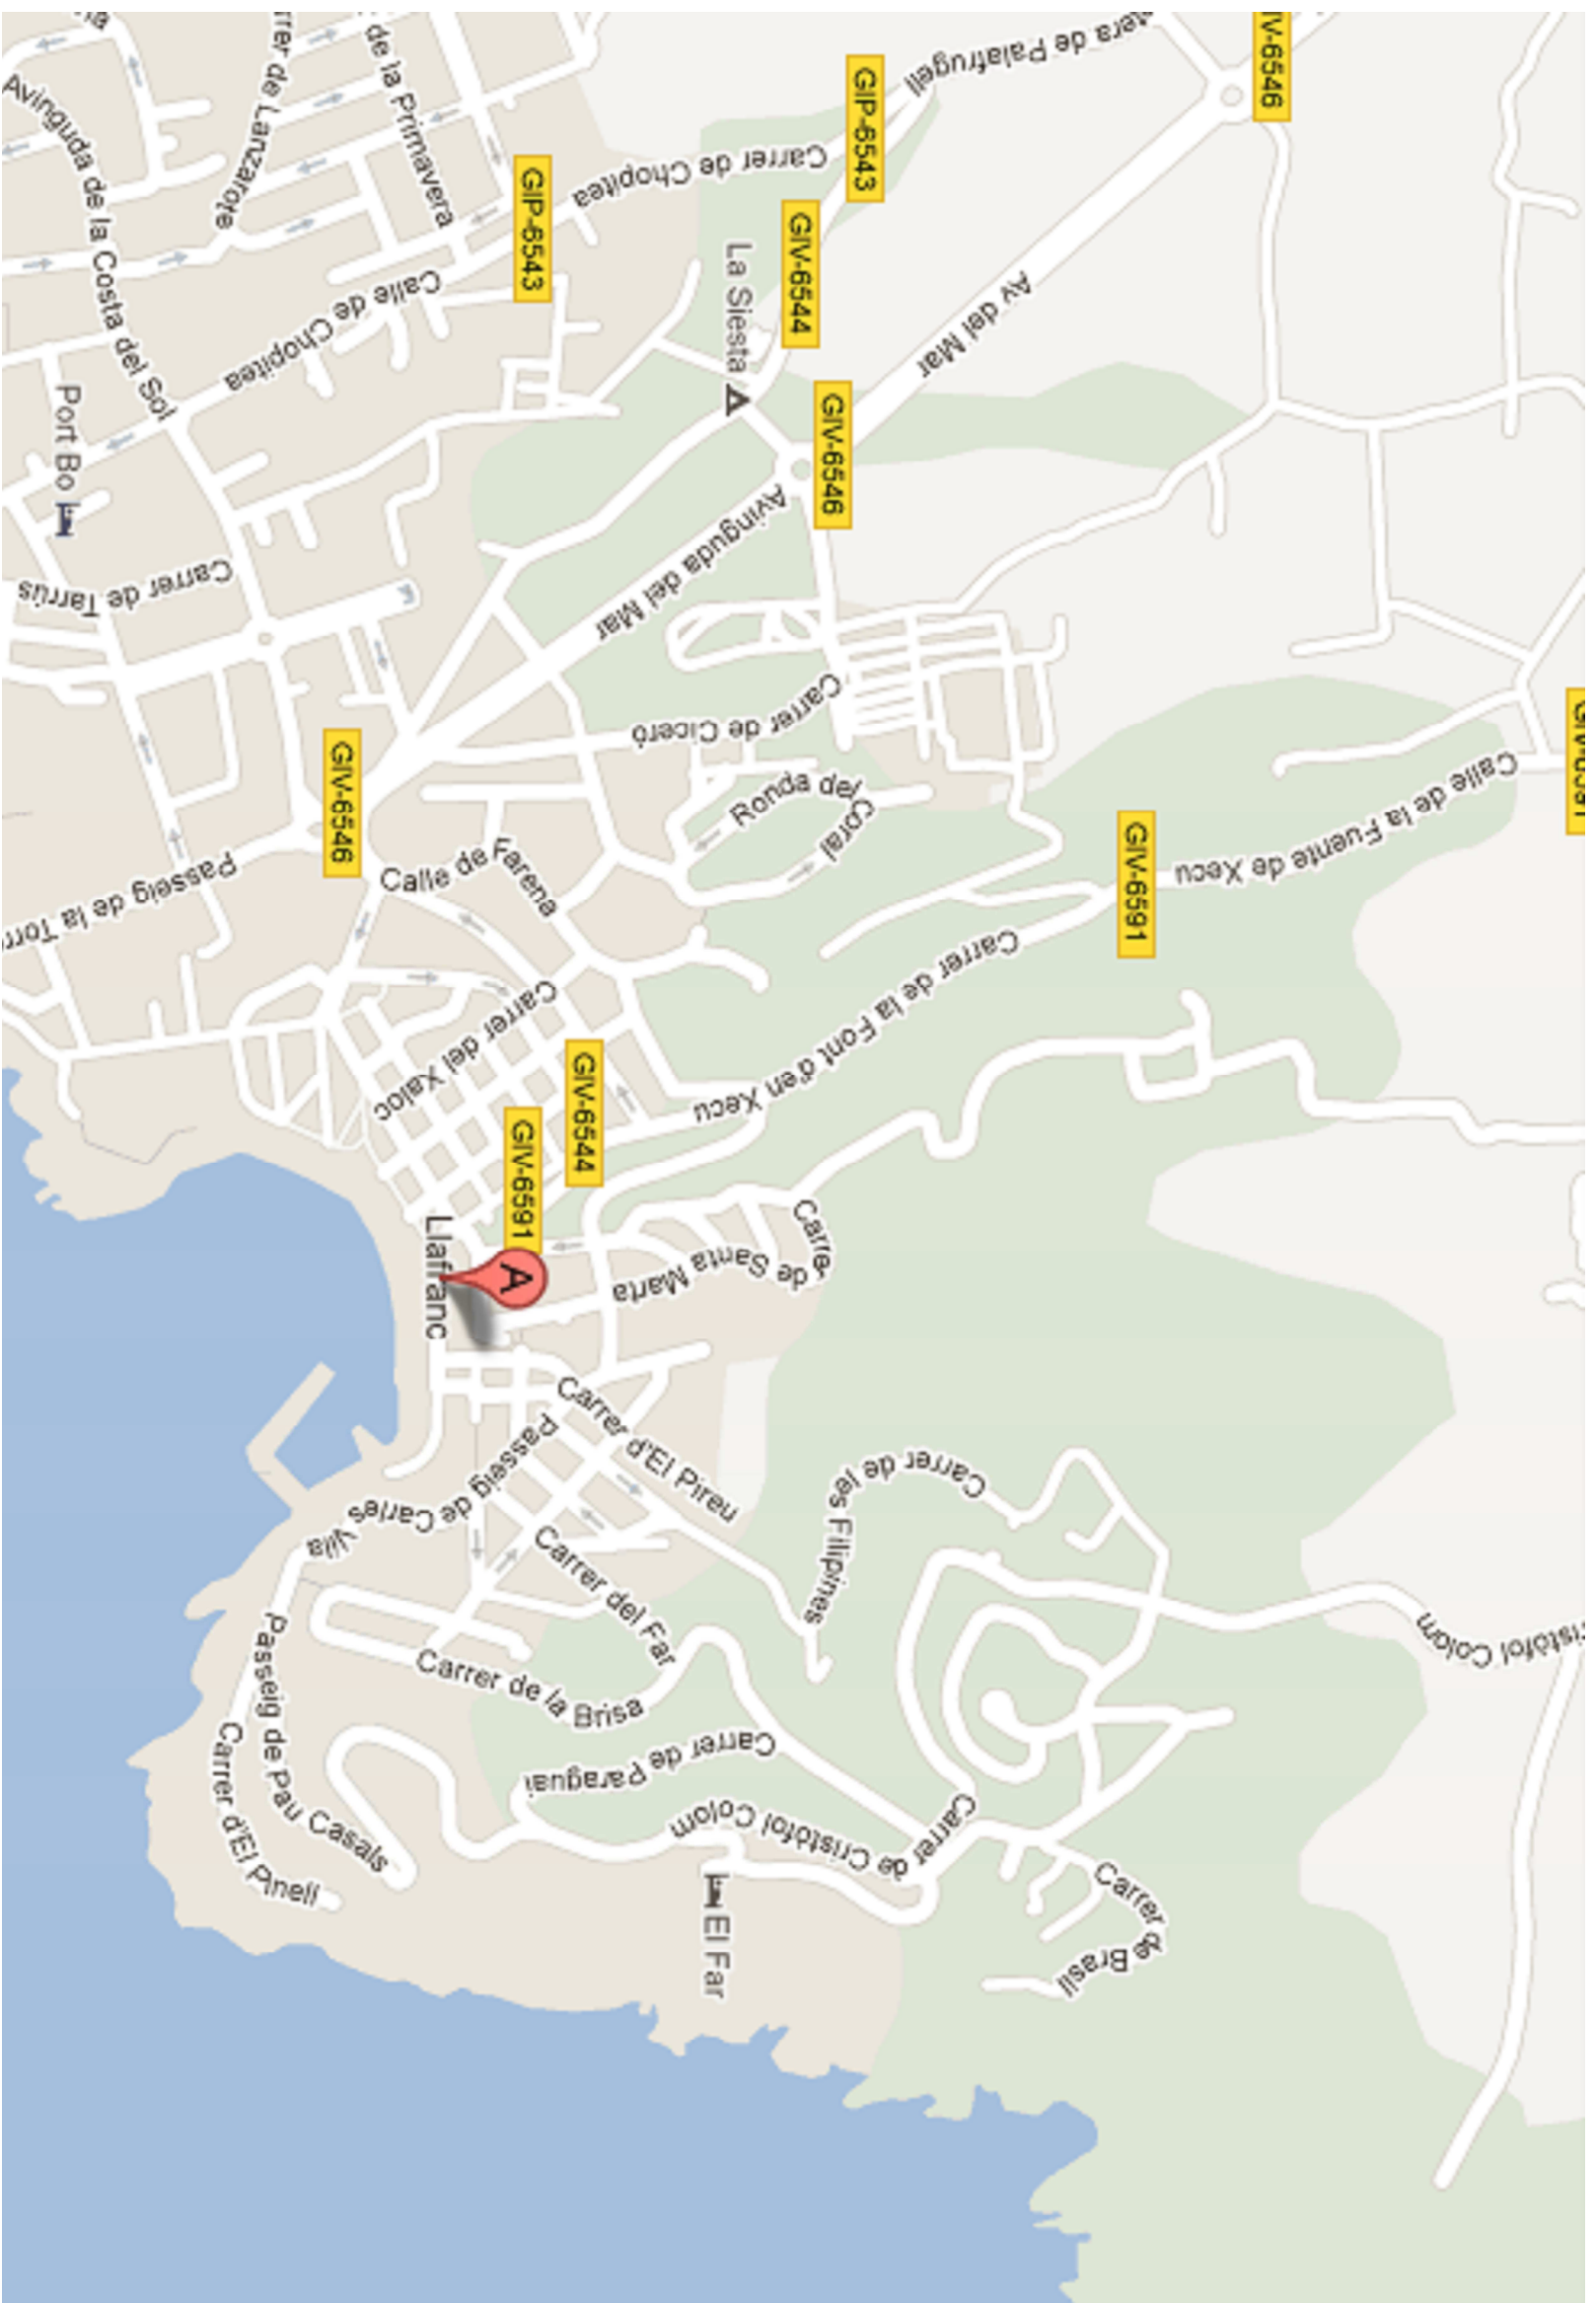 Carrer de Lanzarote
de la Primavera
Avinguda de la Costa del Sol
GIP-6543
Carrer de Chopitea
GIP-6543
GIV-6544
La Siesta
Av del Mar
Calle de Chopitea
Port Bo
GIV-6546
Avinguda del Mar
Carrer de Tarrús
Carrer de Ciceró
GIV-6546
Ronda del Coral
Calle de Farena
Calle de la Fuente de Xecu
GIV-6591
Passeig de la Torre
Carrer del Xaloc
Carrer de la Font d'en Xecu
GIV-6544
GIV-6591
A
Llafranc
Carrer de Santa Marta
Carrer d'El Pireu
Passeig de Carles Vila
Carrer del Far
Carrer de les Filipines
Cristòfol Colom
Carrer de la Brisa
Passeig de Pau Casals
Carrer d'El Pinell
Carrer de Paraguai
Carrer de Cristòfol Colom
El Far
Carrer de Brasil